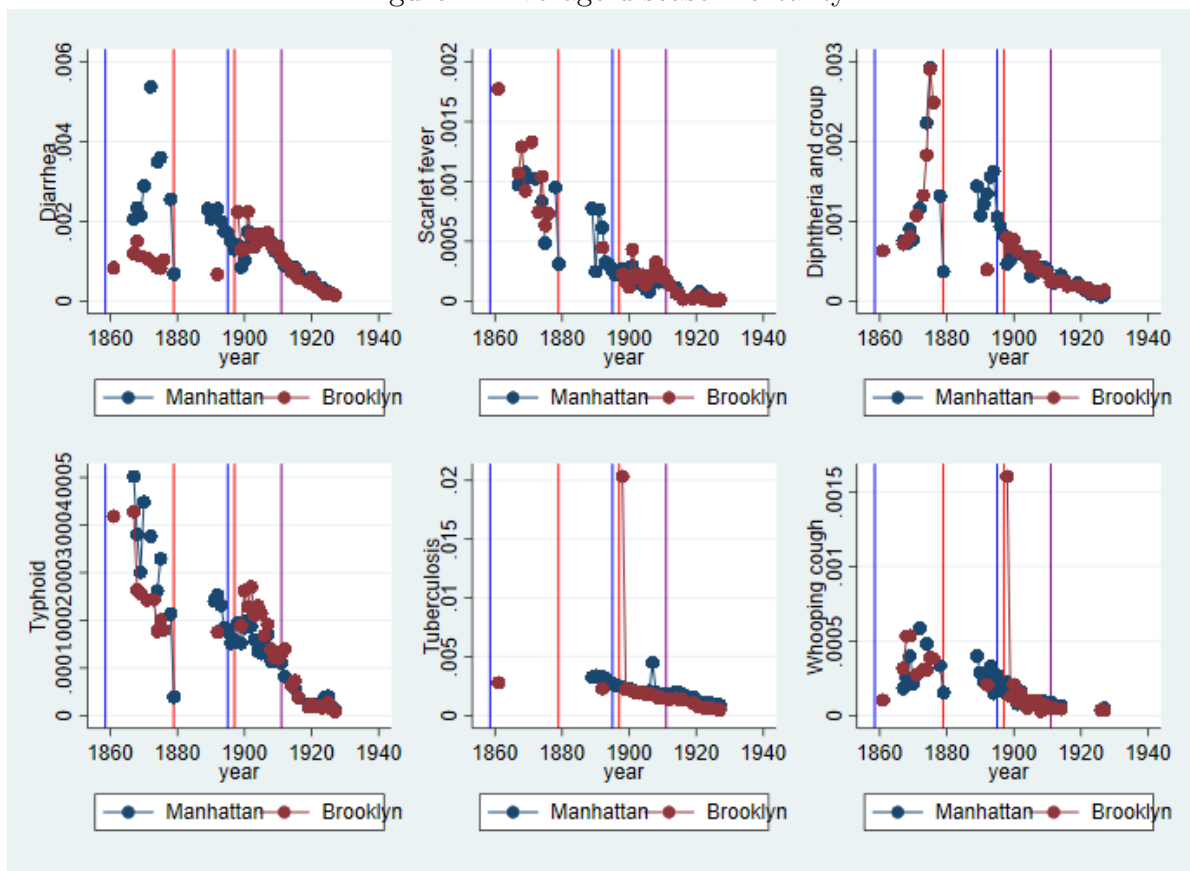 Diarrhea
0 .002 .004 .006
1860 1880 1900 1920 1940
year
Manhattan Brooklyn
Scarlet fever
0 .0005 .001 .0015 .002
1860 1880 1900 1920 1940
year
Manhattan Brooklyn
Diphtheria and croup
0 .001 .002 .003
1860 1880 1900 1920 1940
year
Manhattan Brooklyn
Typhoid
0 .0001 .0002 .0003 .0004 .0005
1860 1880 1900 1920 1940
year
Manhattan Brooklyn
Tuberculosis
0 .005 .01 .015 .02
1860 1880 1900 1920 1940
year
Manhattan Brooklyn
Whooping cough
0 .0005 .001 .0015
1860 1880 1900 1920 1940
year
Manhattan Brooklyn